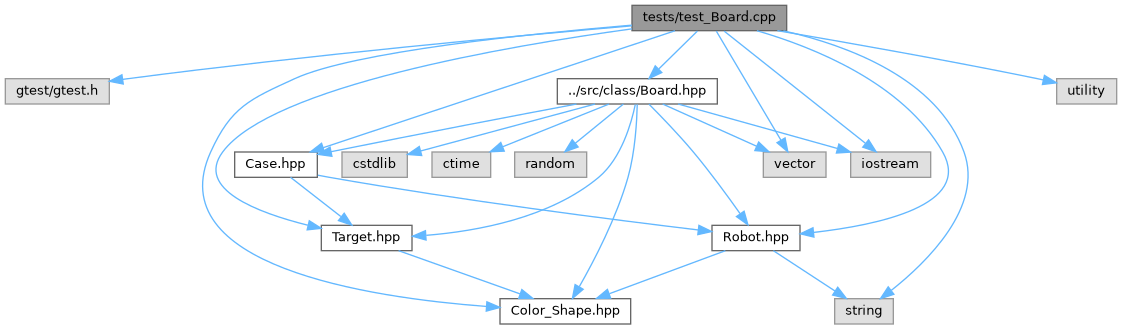 tests/test_Board.cpp
gtest/gtest.h
../src/class/Board.hpp
utility
Case.hpp
cstdlib
ctime
random
vector
iostream
Target.hpp
Robot.hpp
Color_Shape.hpp
string